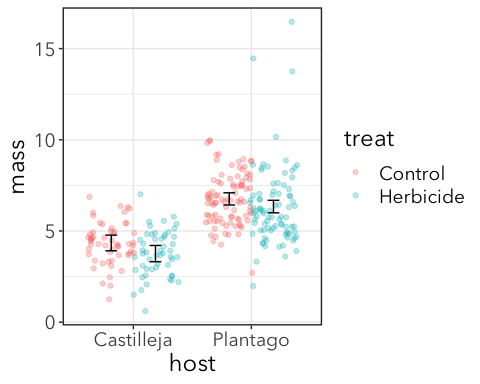 15
10
5
0
mass
Castilleja Plantago
host
treat
Control
Herbicide